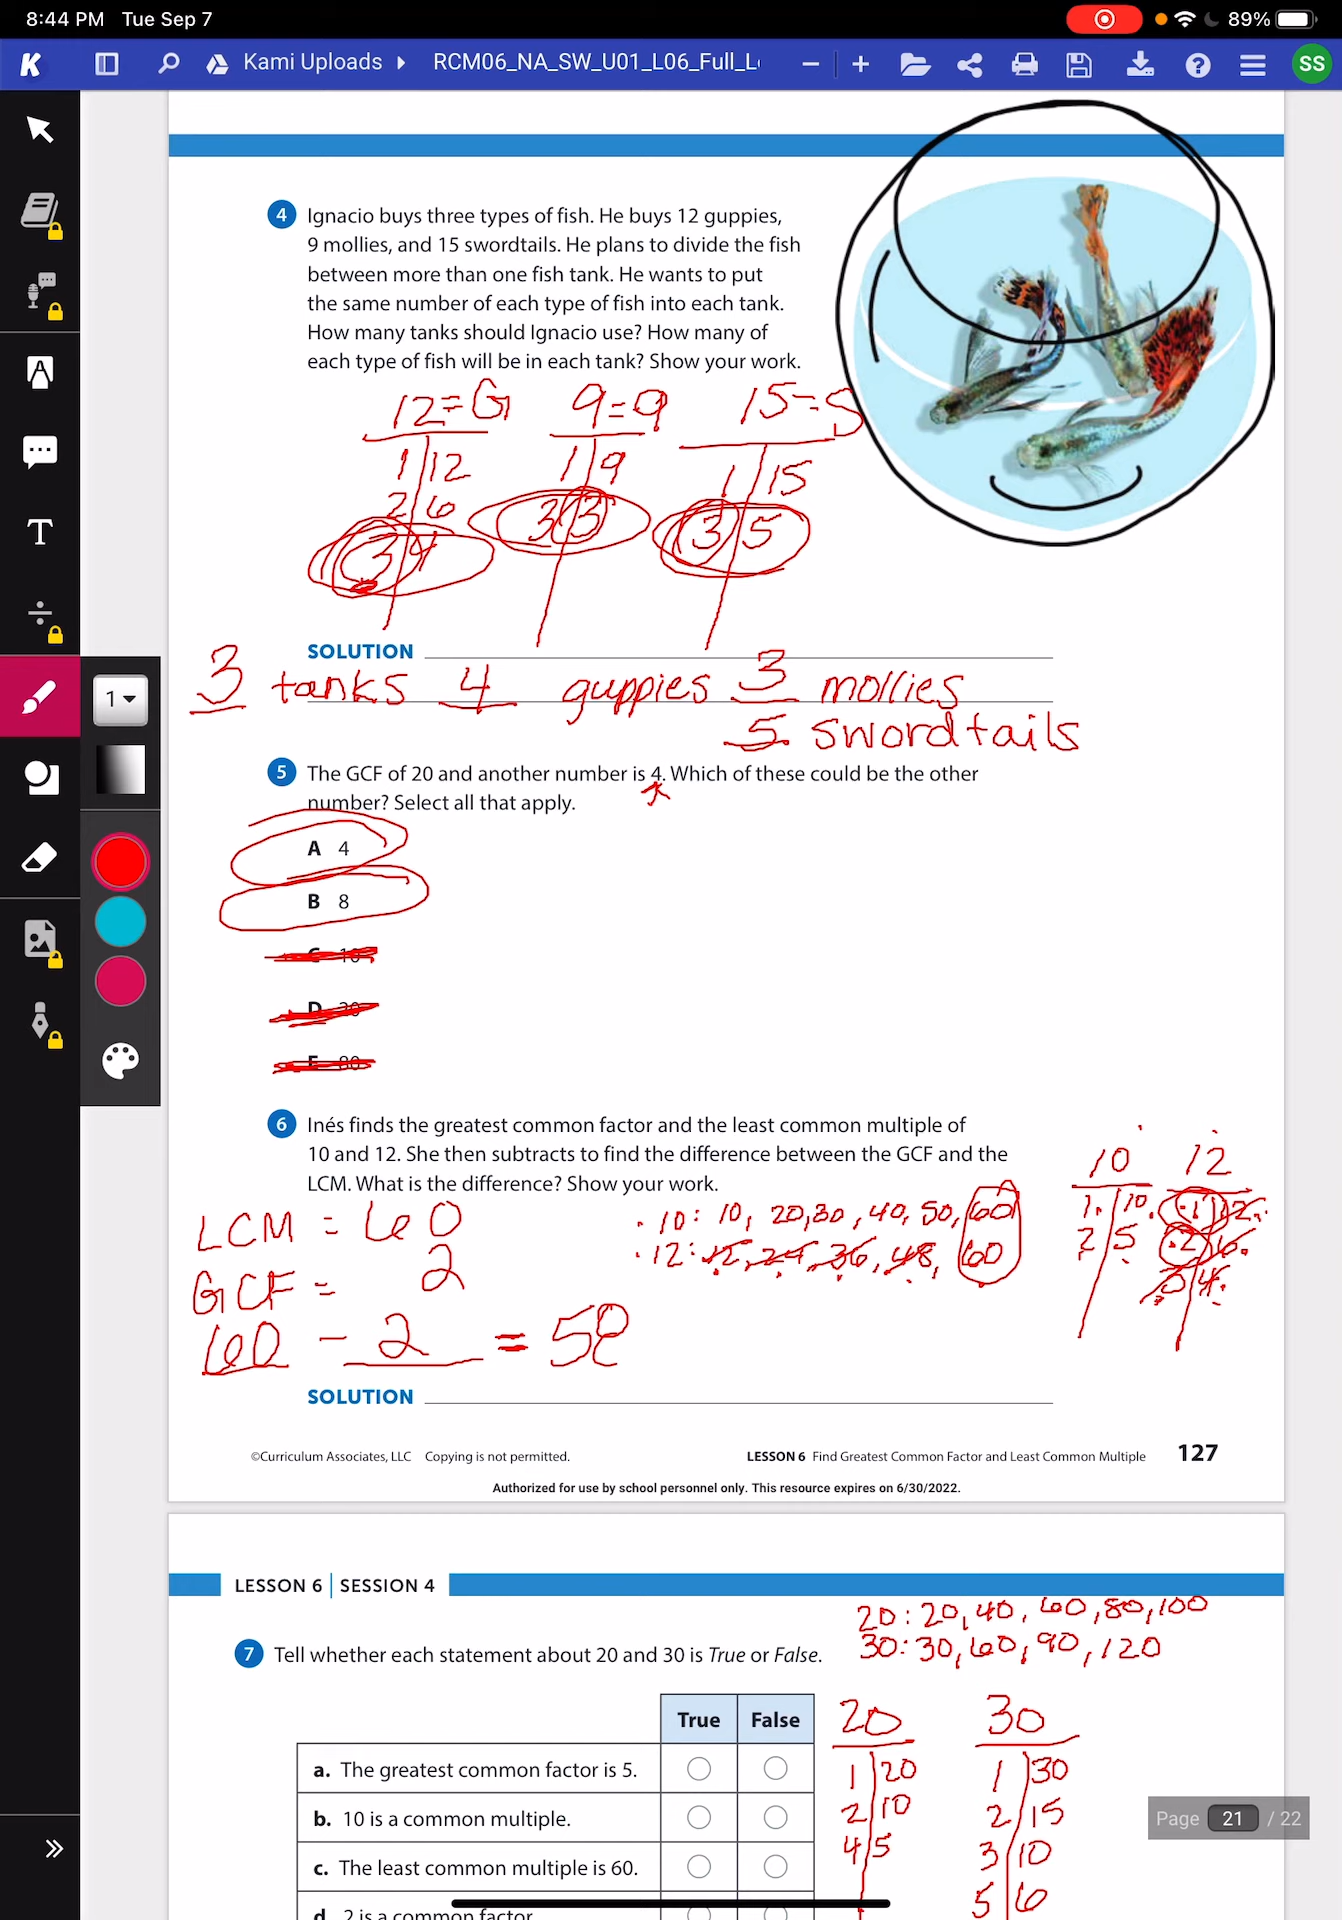 8:44 PM Tue Sep 7
89%
K
Kami Uploads
RCM06_NA_SW_U01_L06_Full_L
SS
4 Ignacio buys three types of fish. He buys 12 guppies,
9 mollies, and 15 swordtails. He plans to divide the fish
between more than one fish tank. He wants to put
the same number of each type of fish into each tank.
How many tanks should Ignacio use? How many of
each type of fish will be in each tank? Show your work.
12=G 9=9 15=S
1 12 1 9 1 15
2 6 3 3 3 5
3 4
SOLUTION
3 tanks 4 guppies 3 mollies
5 swordtails
5 The GCF of 20 and another number is 4. Which of these could be the other
number? Select all that apply.
A 4
B 8
6 Inés finds the greatest common factor and the least common multiple of
10 and 12. She then subtracts to find the difference between the GCF and the
LCM. What is the difference? Show your work.
10 12
1 10 1 12
2 5 2 6
3 4
LCM = 60
10: 10, 20, 30, 40, 50, 60
12: 12, 24, 36, 48, 60
GCF = 2
60 - 2 = 58
SOLUTION
©Curriculum Associates, LLC Copying is not permitted.
LESSON 6 Find Greatest Common Factor and Least Common Multiple 127
Authorized for use by school personnel only. This resource expires on 6/30/2022.
LESSON 6 | SESSION 4
20: 20, 40, 60, 80, 100
30: 30, 60, 90, 120
7 Tell whether each statement about 20 and 30 is True or False.
True False
a. The greatest common factor is 5.
b. 10 is a common multiple.
c. The least common multiple is 60.
d. 2 is a common factor
20 30
1 20 1 30
2 10 2 15
4 5 3 10
5 6
Page 21 / 22
1
T